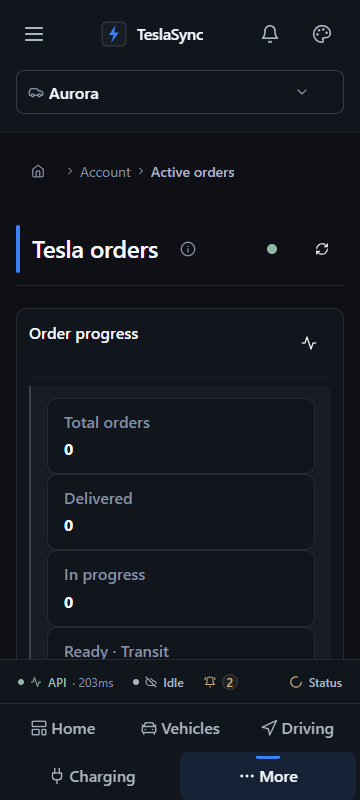 TeslaSync
Aurora
Account
Active orders
Tesla orders
Order progress
Total orders
0
Delivered
0
In progress
0
Ready · Transit
API · 203ms
Idle
2
Status
Home
Vehicles
Driving
Charging
More